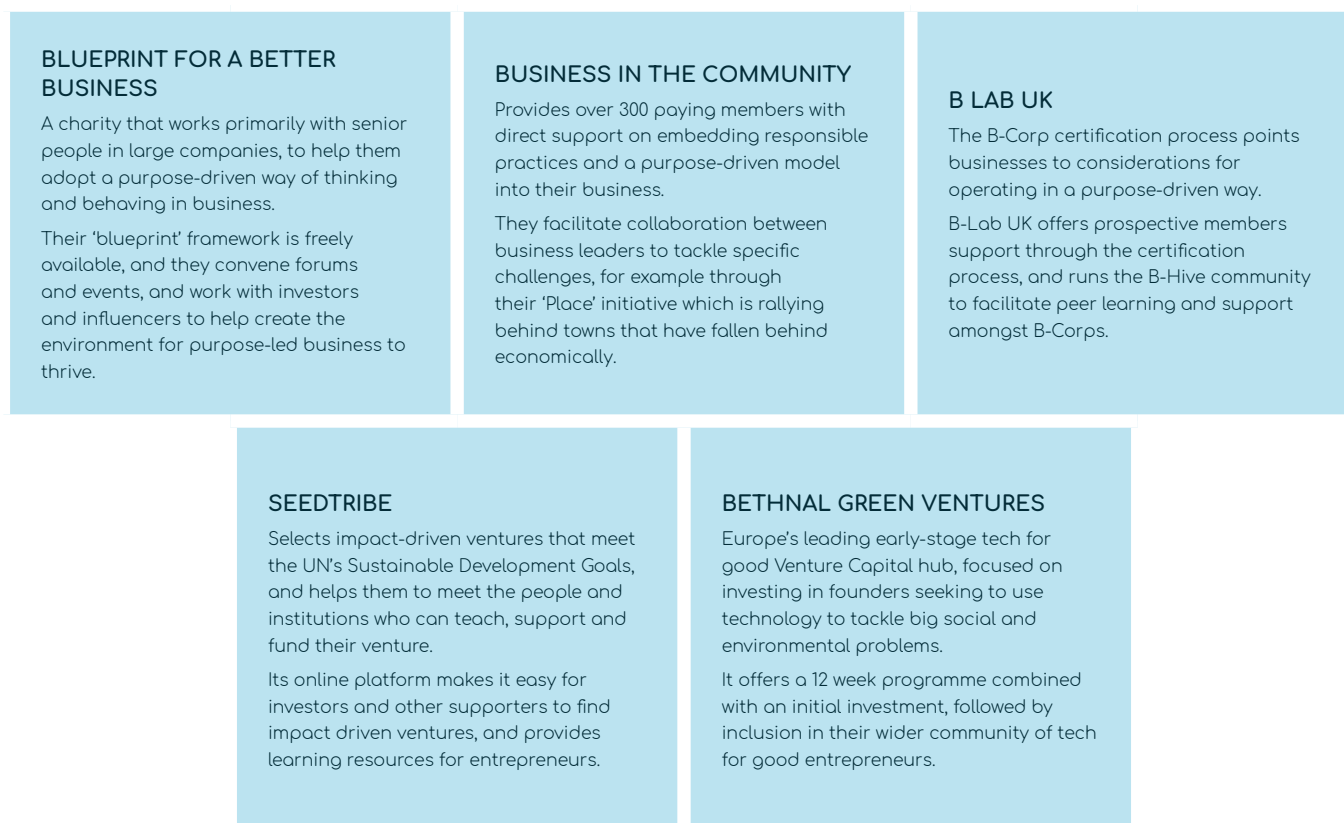 BLUEPRINT FOR A BETTER
BUSINESS
A charity that works primarily with senior
people in large companies, to help them
adopt a purpose-driven way of thinking
and behaving in business.
Their ‘blueprint’ framework is freely
available, and they convene forums
and events, and work with investors
and influencers to help create the
environment for purpose-led business to
thrive.
BUSINESS IN THE COMMUNITY
Provides over 300 paying members with
direct support on embedding responsible
practices and a purpose-driven model
into their business.
They facilitate collaboration between
business leaders to tackle specific
challenges, for example through
their ‘Place’ initiative which is rallying
behind towns that have fallen behind
economically.
B LAB UK
The B-Corp certification process points
businesses to considerations for
operating in a purpose-driven way.
B-Lab UK offers prospective members
support through the certification
process, and runs the B-Hive community
to facilitate peer learning and support
amongst B-Corps.
SEEDTRIBE
Selects impact-driven ventures that meet
the UN’s Sustainable Development Goals,
and helps them to meet the people and
institutions who can teach, support and
fund their venture.
Its online platform makes it easy for
investors and other supporters to find
impact driven ventures, and provides
learning resources for entrepreneurs.
BETHNAL GREEN VENTURES
Europe’s leading early-stage tech for
good Venture Capital hub, focused on
investing in founders seeking to use
technology to tackle big social and
environmental problems.
It offers a 12 week programme combined
with an initial investment, followed by
inclusion in their wider community of tech
for good entrepreneurs.